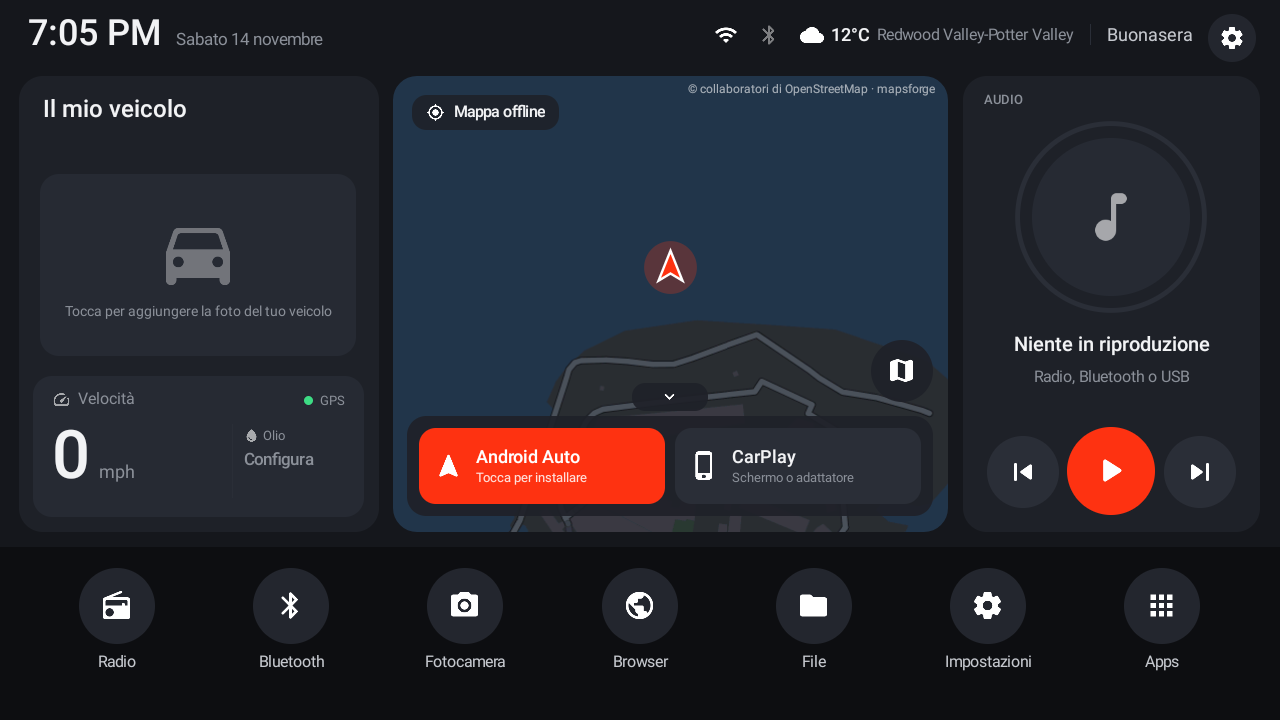 7:05 PM
Sabato 14 novembre
12°C
Redwood Valley-Potter Valley
Buonasera
Il mio veicolo
Tocca per aggiungere la foto del tuo veicolo
Velocità
GPS
0 mph
Olio
Configura
© collaboratori di OpenStreetMap · mapsforge
Mappa offline
Android Auto
Tocca per installare
CarPlay
Schermo o adattatore
AUDIO
Niente in riproduzione
Radio, Bluetooth o USB
Radio
Bluetooth
Fotocamera
Browser
File
Impostazioni
Apps